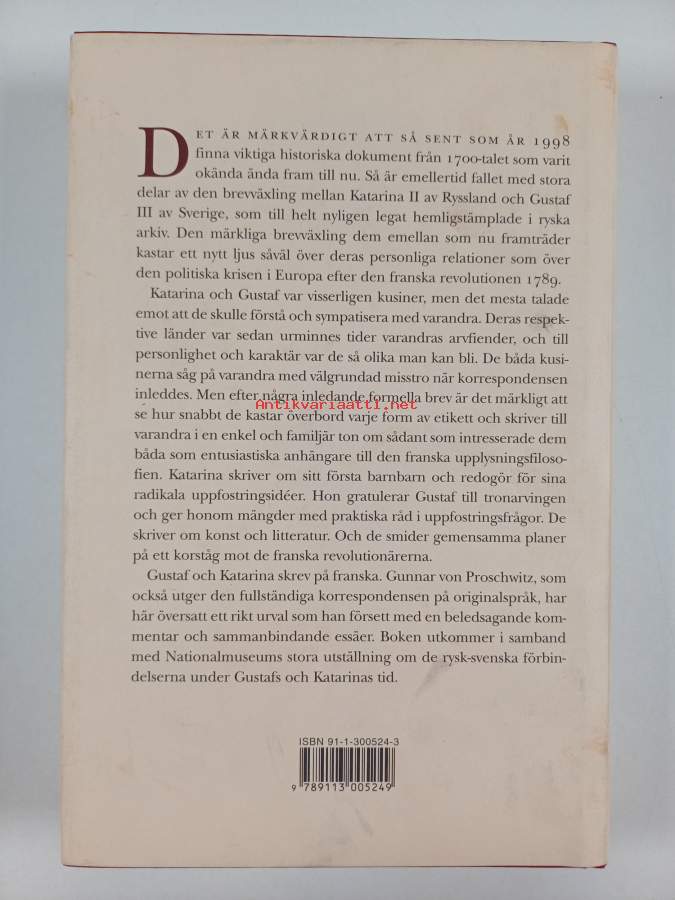 DET ÄR MÄRKVÄRDIGT ATT SÅ SENT SOM ÅR 1998
finna viktiga historiska dokument från 1700-talet som varit
okända ända fram till nu. Så är emellertid fallet med stora
delar av den brevväxling mellan Katarina II av Ryssland och Gustaf
III av Sverige, som till helt nyligen legat hemligstämplade i ryska
arkiv. Den märkliga brevväxling dem emellan som nu framträder
kastar ett nytt ljus såväl över deras personliga relationer som över
den politiska krisen i Europa efter den franska revolutionen 1789.
Katarina och Gustaf var visserligen kusiner, men det mesta talade
emot att de skulle förstå och sympatisera med varandra. Deras respek-
tive länder var sedan urminnes tider varandras arvfiender, och till
personlighet och karaktär var de så olika man kan bli. De båda kusi-
nerna såg på varandra med välgrundad misstro när korrespondensen
inleddes. Men efter några inledande formella brev är det märkligt att
Antikvariaatti.net
se hur snabbt de kastar överbord varje form av etikett och skriver till
varandra i en enkel och familjär ton om sådant som intresserade dem
båda som entusiastiska anhängare till den franska upplysningsfiloso-
fien. Katarina skriver om sitt första barnbarn och redogör för sina
radikala uppfostringsidéer. Hon gratulerar Gustaf till tronarvingen
och ger honom mängder med praktiska råd i uppfostringsfrågor. De
skriver om konst och litteratur. Och de smider gemensamma planer
på ett korståg mot de franska revolutionärerna.
Gustaf och Katarina skrev på franska. Gunnar von Proschwitz, som
också utger den fullständiga korrespondensen på originalspråk, har
här översatt ett rikt urval som han försett med en beledsagande kom-
mentar och sammanbindande essäer. Boken utkommer i samband
med Nationalmuseums stora utställning om de rysk-svenska förbin-
delserna under Gustafs och Katarinas tid.
ISBN 91-1-300524-3
9 789113 005249